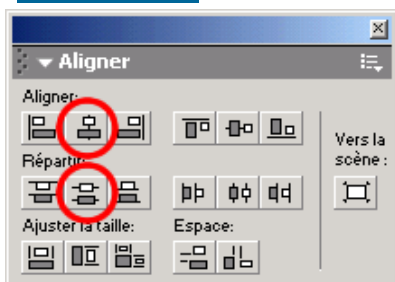 Aligner
Aligner:
Vers la
scène :
Répartir:
Ajuster la taille:
Espace: